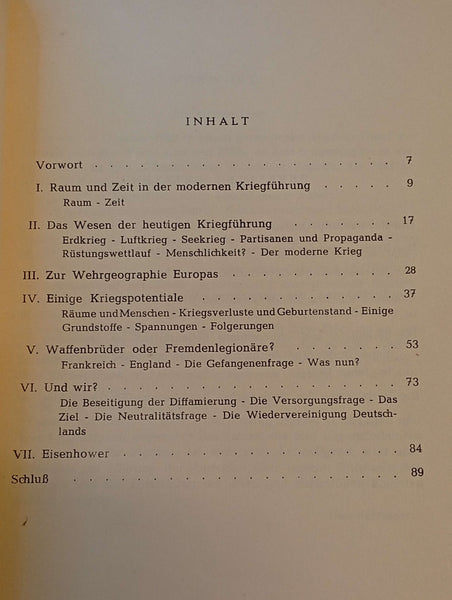 INHALT
Vorwort . . . . . . . . . . . . . . . . . . . 7
I. Raum und Zeit in der modernen Kriegführung . . . . . 9
Raum - Zeit
II. Das Wesen der heutigen Kriegführung . . . . . . . 17
Erdkrieg - Luftkrieg - Seekrieg - Partisanen und Propaganda -
Rüstungswettlauf - Menschlichkeit? - Der moderne Krieg
III. Zur Wehrgeographie Europas . . . . . . . . . . 28
IV. Einige Kriegspotentiale . . . . . . . . . . . . 37
Räume und Menschen - Kriegsverluste und Geburtenstand - Einige
Grundstoffe - Spannungen - Folgerungen
V. Waffenbrüder oder Fremdenlegionäre? . . . . . . . 53
Frankreich - England - Die Gefangenenfrage - Was nun?
VI. Und wir? . . . . . . . . . . . . . . . . . 73
Die Beseitigung der Diffamierung - Die Versorgungsfrage - Das
Ziel - Die Neutralitätsfrage - Die Wiedervereinigung Deutsch-
lands
VII. Eisenhower . . . . . . . . . . . . . . . . 84
Schluß . . . . . . . . . . . . . . . . . . . 89